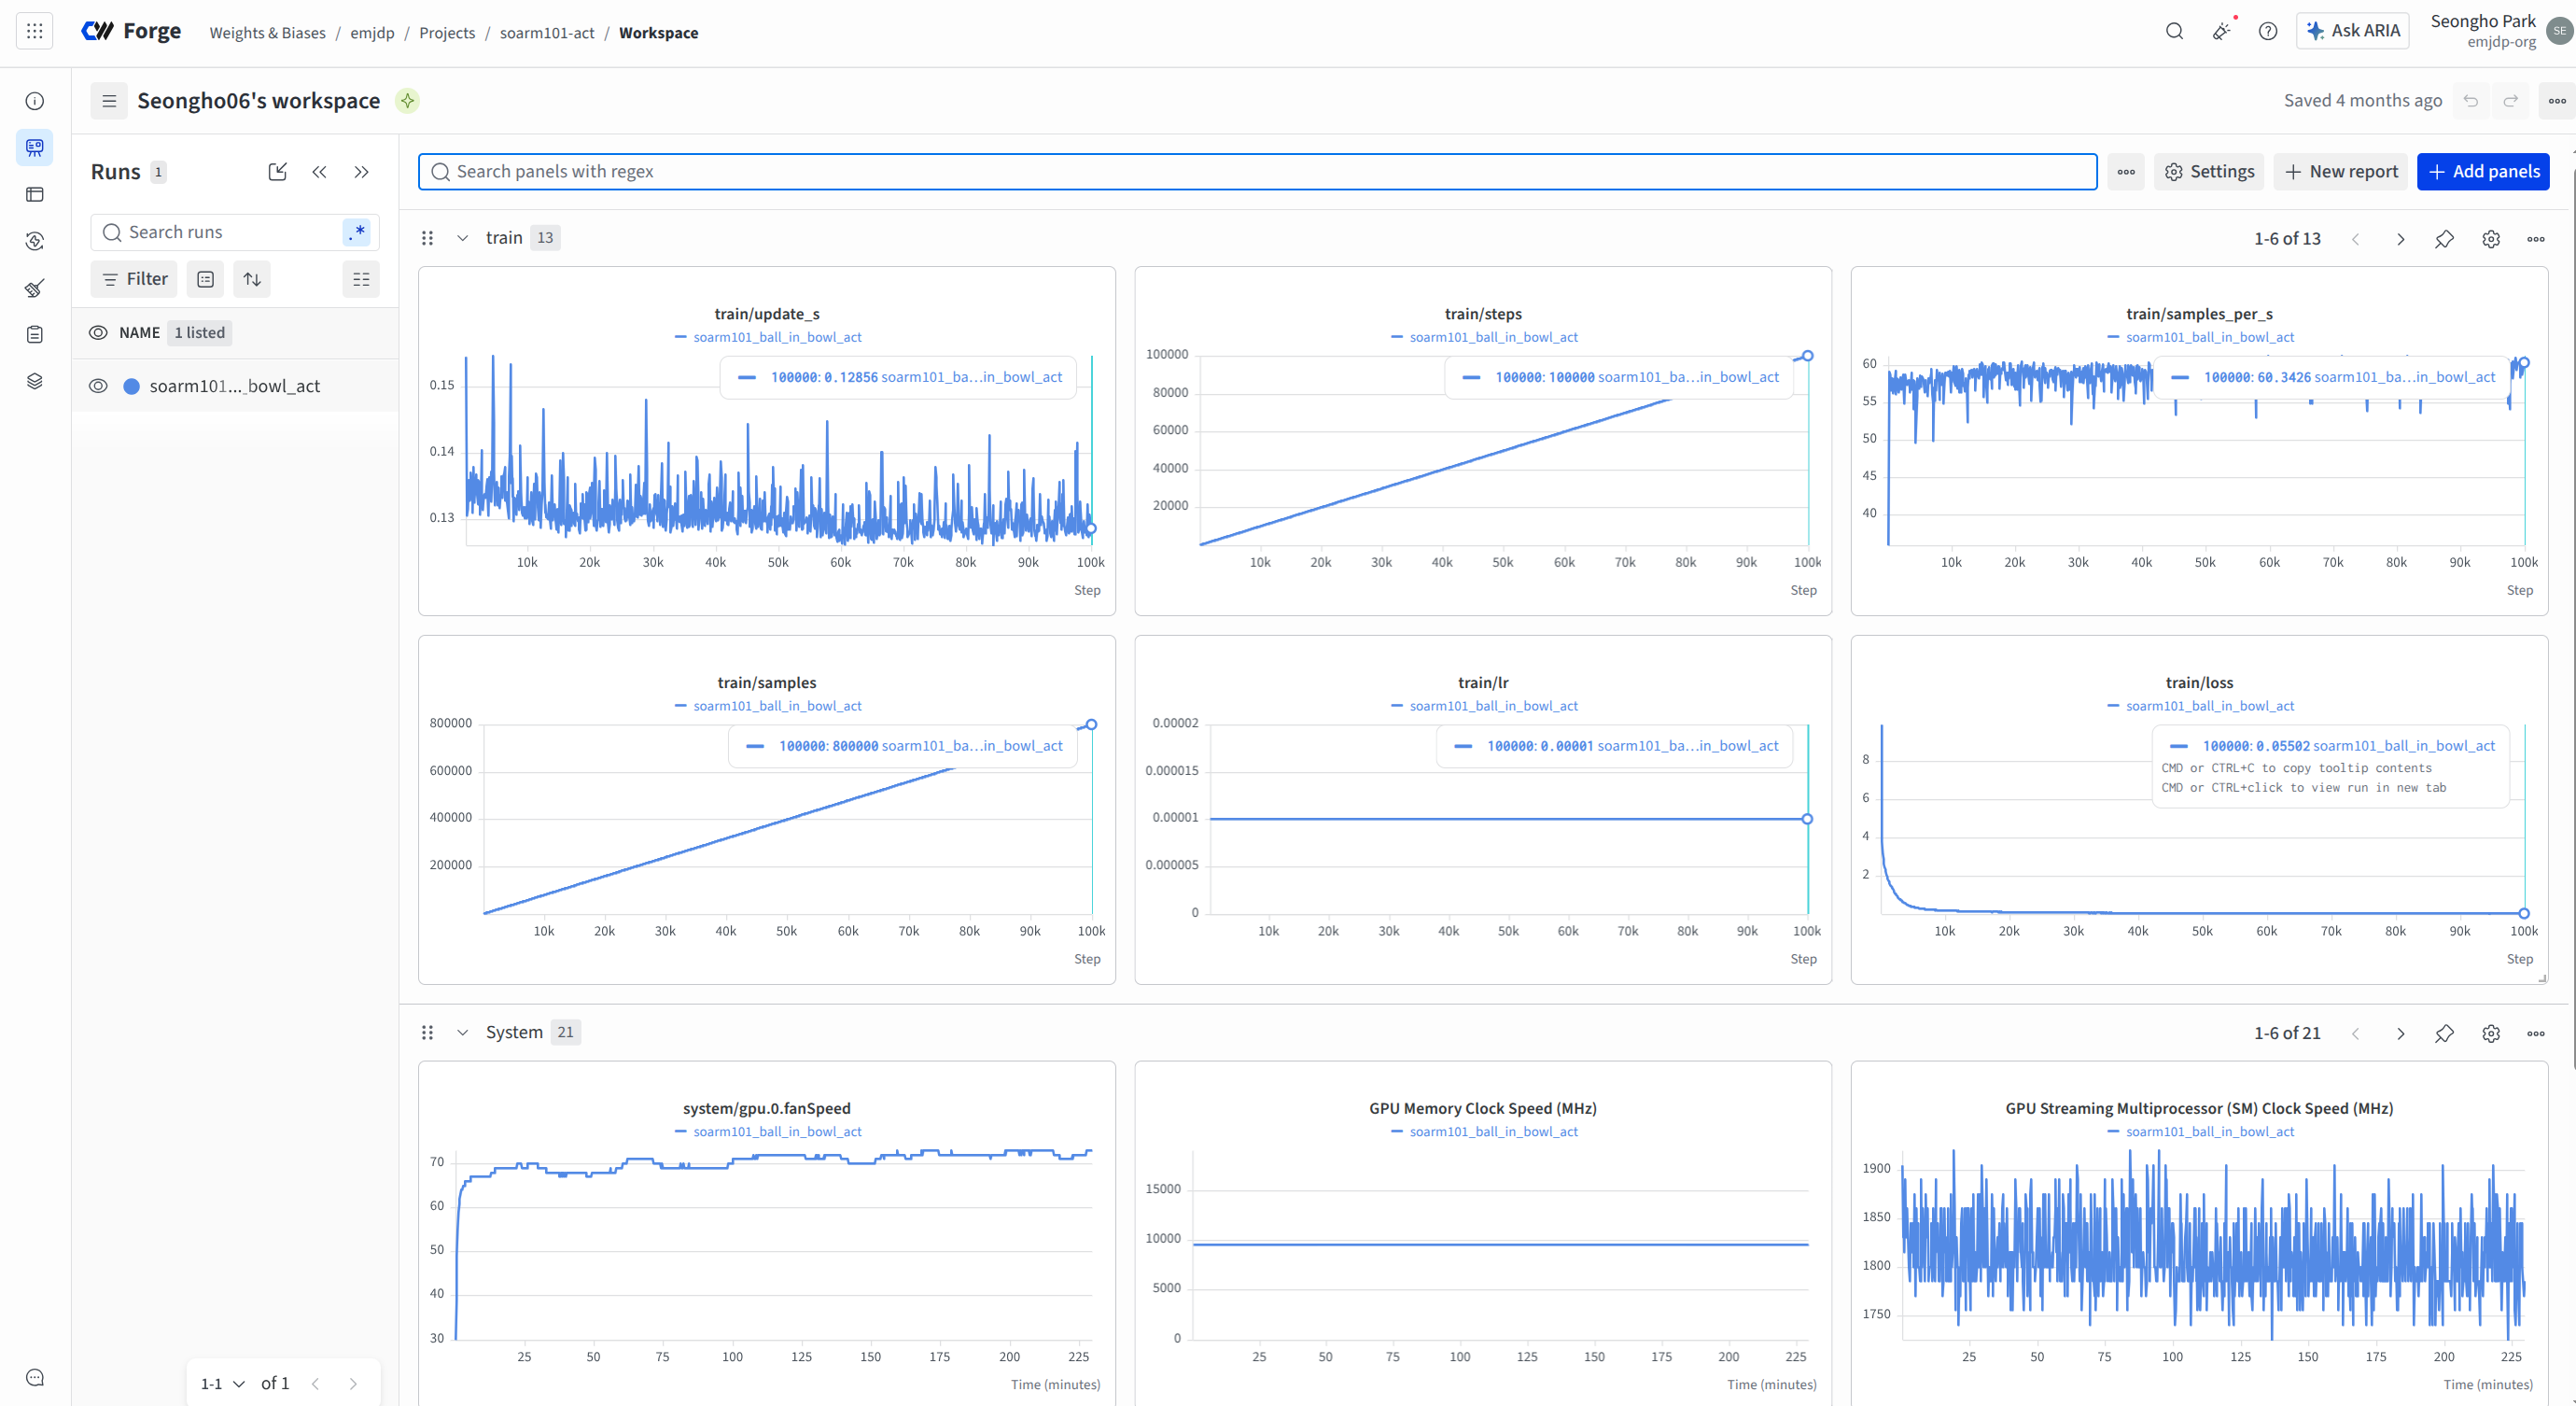 Forge
Weights & Biases / emjdp / Projects / soarm101-act / Workspace
Ask ARIA
Seongho Park
emjdp-org
SE
Seongho06's workspace
Saved 4 months ago
Runs 1
Search panels with regex
Settings
New report
Add panels
Search runs
.*
Filter
NAME 1 listed
soarm101..._bowl_act
train 13
1-6 of 13
train/update_s
soarm101_ball_in_bowl_act
100000: 0.12856 soarm101_ba...in_bowl_act
0.15
0.14
0.13
10k 20k 30k 40k 50k 60k 70k 80k 90k 100k
Step
train/steps
soarm101_ball_in_bowl_act
100000: 100000 soarm101_ba...in_bowl_act
100000
80000
60000
40000
20000
10k 20k 30k 40k 50k 60k 70k 80k 90k 100k
Step
train/samples_per_s
soarm101_ball_in_bowl_act
100000: 60.3426 soarm101_ba...in_bowl_act
60
55
50
45
40
10k 20k 30k 40k 50k 60k 70k 80k 90k 100k
Step
train/samples
soarm101_ball_in_bowl_act
100000: 800000 soarm101_ba...in_bowl_act
800000
600000
400000
200000
10k 20k 30k 40k 50k 60k 70k 80k 90k 100k
Step
train/lr
soarm101_ball_in_bowl_act
100000: 0.00001 soarm101_ba...in_bowl_act
0.00002
0.000015
0.00001
0.000005
0
10k 20k 30k 40k 50k 60k 70k 80k 90k 100k
Step
train/loss
soarm101_ball_in_bowl_act
100000: 0.05502 soarm101_ball_in_bowl_act
CMD or CTRL+C to copy tooltip contents
CMD or CTRL+click to view run in new tab
8
6
4
2
10k 20k 30k 40k 50k 60k 70k 80k 90k 100k
Step
System 21
1-6 of 21
system/gpu.0.fanSpeed
soarm101_ball_in_bowl_act
70
60
50
40
30
25 50 75 100 125 150 175 200 225
Time (minutes)
GPU Memory Clock Speed (MHz)
soarm101_ball_in_bowl_act
15000
10000
5000
0
25 50 75 100 125 150 175 200 225
Time (minutes)
GPU Streaming Multiprocessor (SM) Clock Speed (MHz)
soarm101_ball_in_bowl_act
1900
1850
1800
1750
25 50 75 100 125 150 175 200 225
Time (minutes)
1-1 of 1